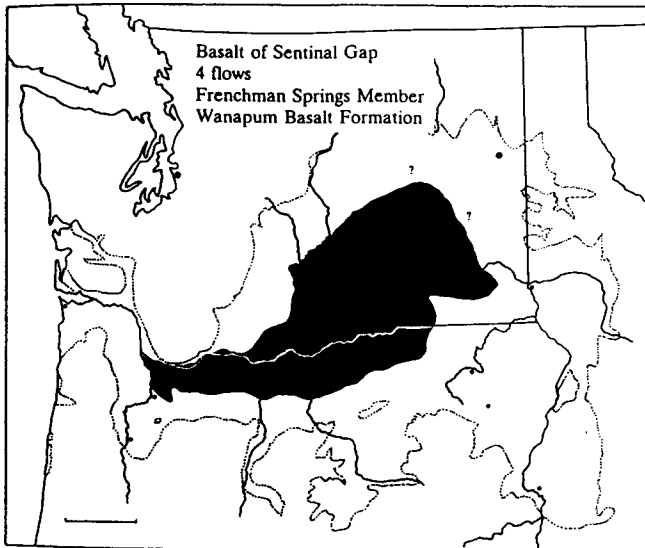 Basalt of Sentinal Gap
4 flows
Frenchman Springs Member
Wanapum Basalt Formation
?
?